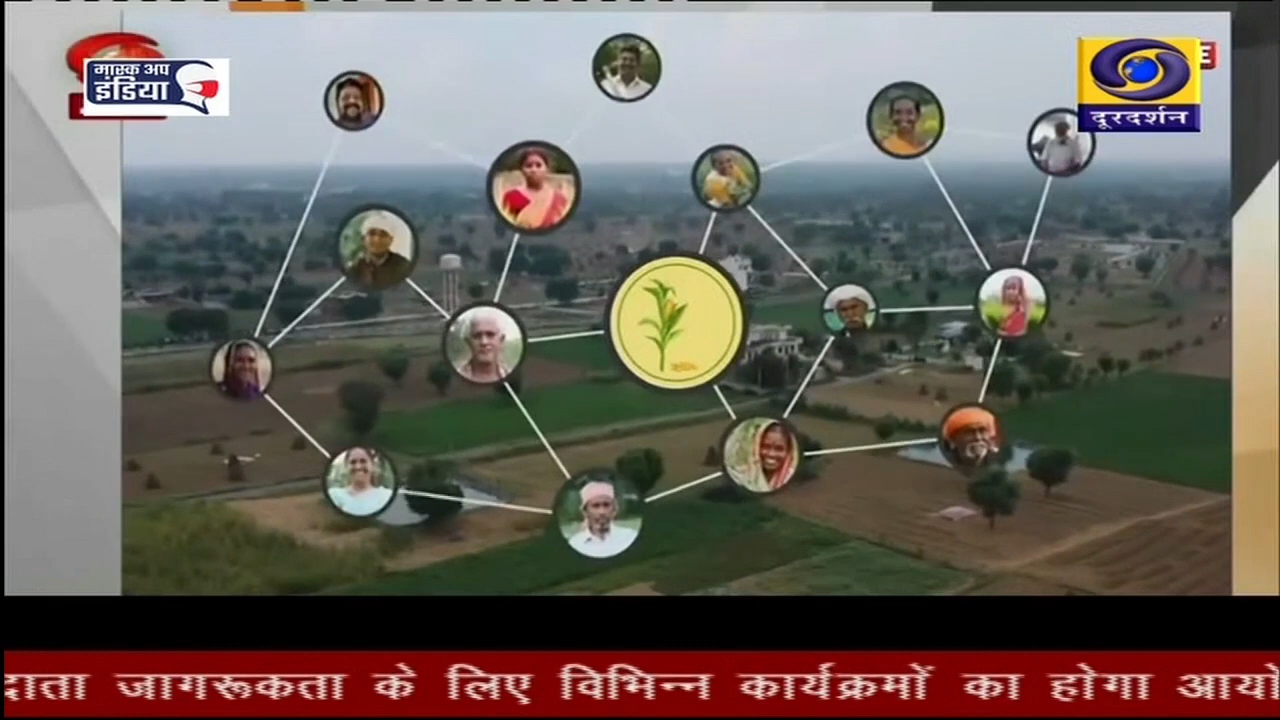 मास्क अप
इंडिया
दूरदर्शन
दाता जागरूकता के लिए विभिन्न कार्यक्रमों का होगा आयो